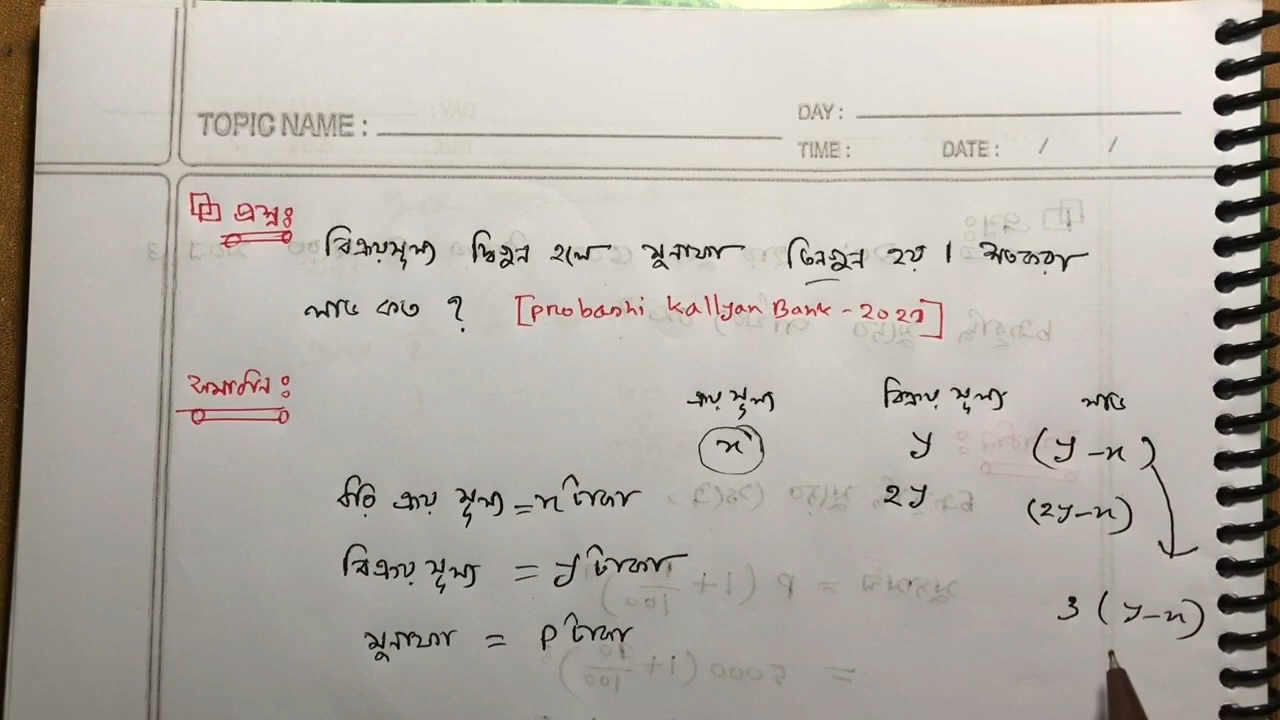 TOPIC NAME :
DAY :
TIME : DATE : / /
প্রশ্নঃ
বিক্রয়মূল্য দ্বিগুন হলে মুনাফা তিনগুন হয় । শতকরা
লাভ কত ? [Probashi Kallyan Bank - 2021]
সমাধান :
ক্রয় মূল্য বিক্রয় মূল্য লাভ
x y (y-x)
ধরি ক্রয় মূল্য = x টাকা 2y (2y-x)
বিক্রয় মূল্য = y টাকা
মুনাফা = P টাকা 3(y-x)